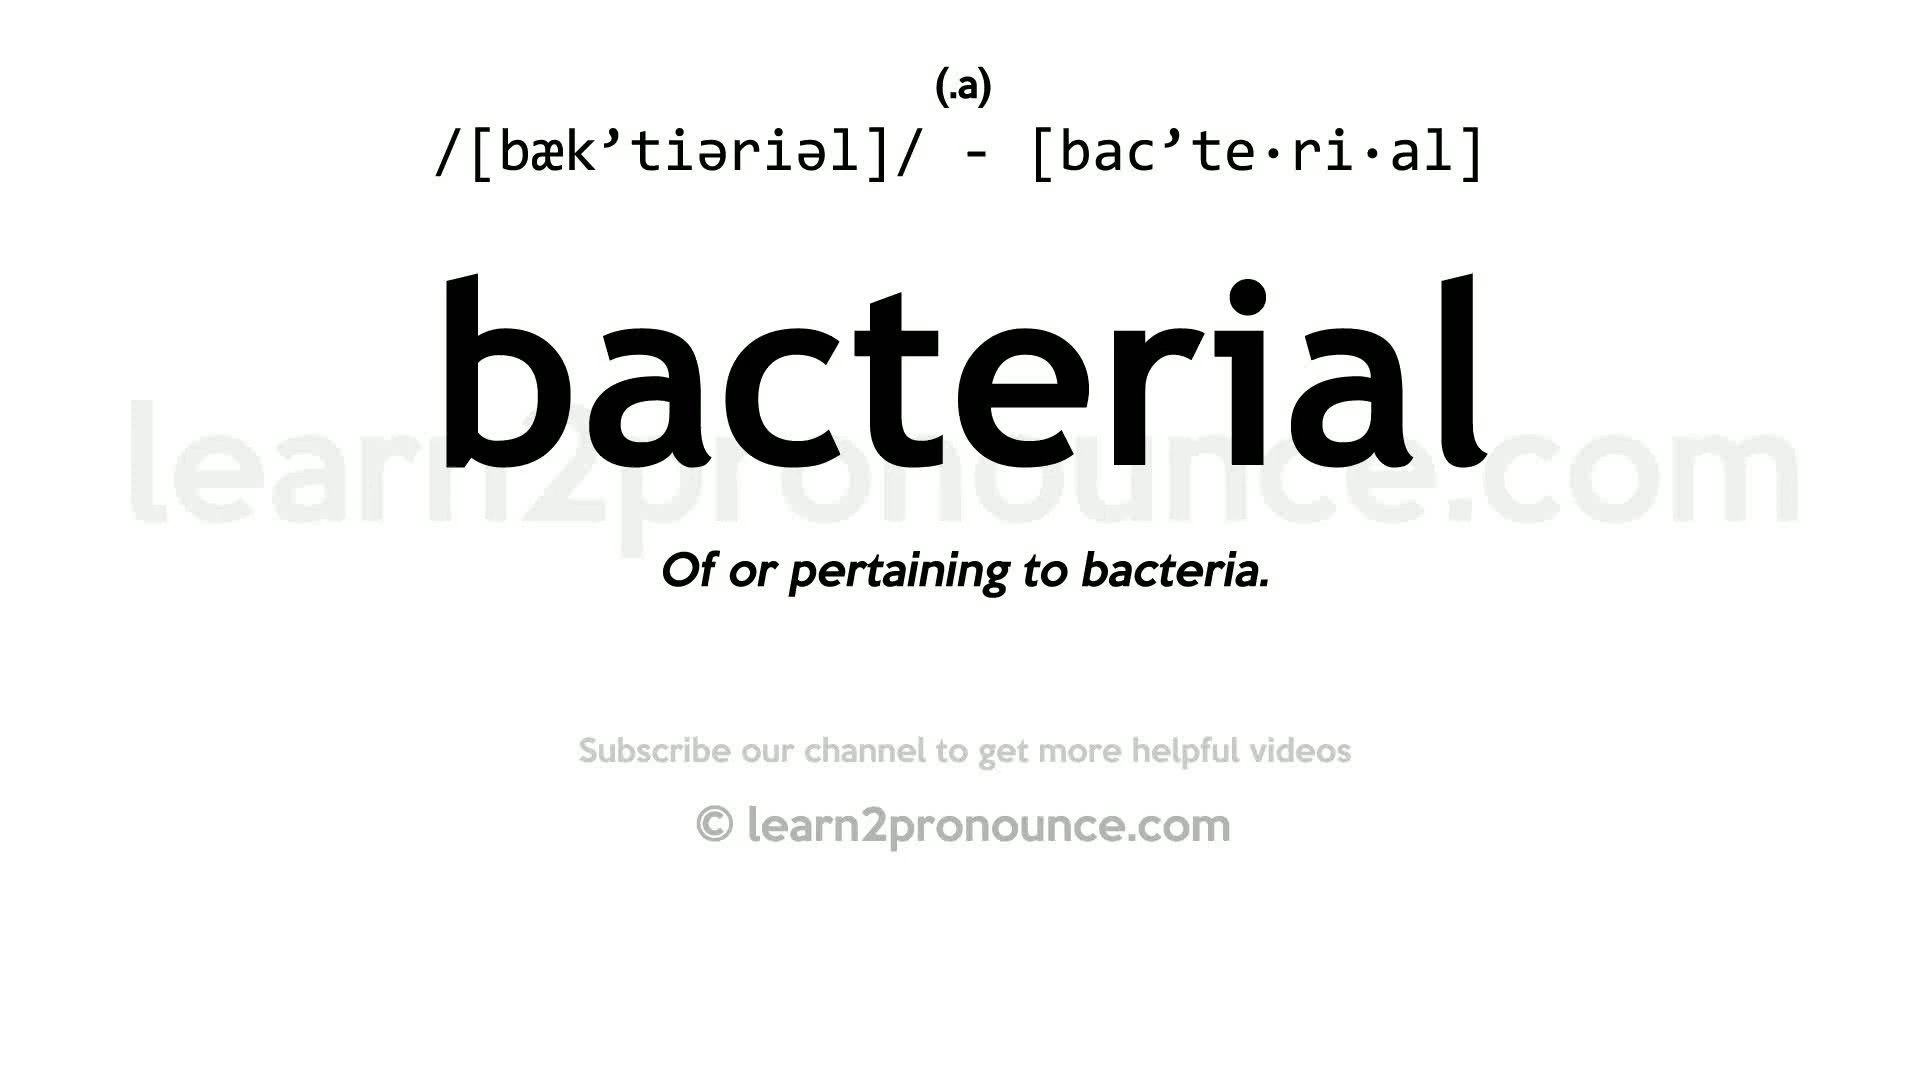 (.a)
/[bæk’tiəriəl]/ - [bac’te·ri·al]
bacterial
learn2pronounce.com
Of or pertaining to bacteria.
Subscribe our channel to get more helpful videos
© learn2pronounce.com